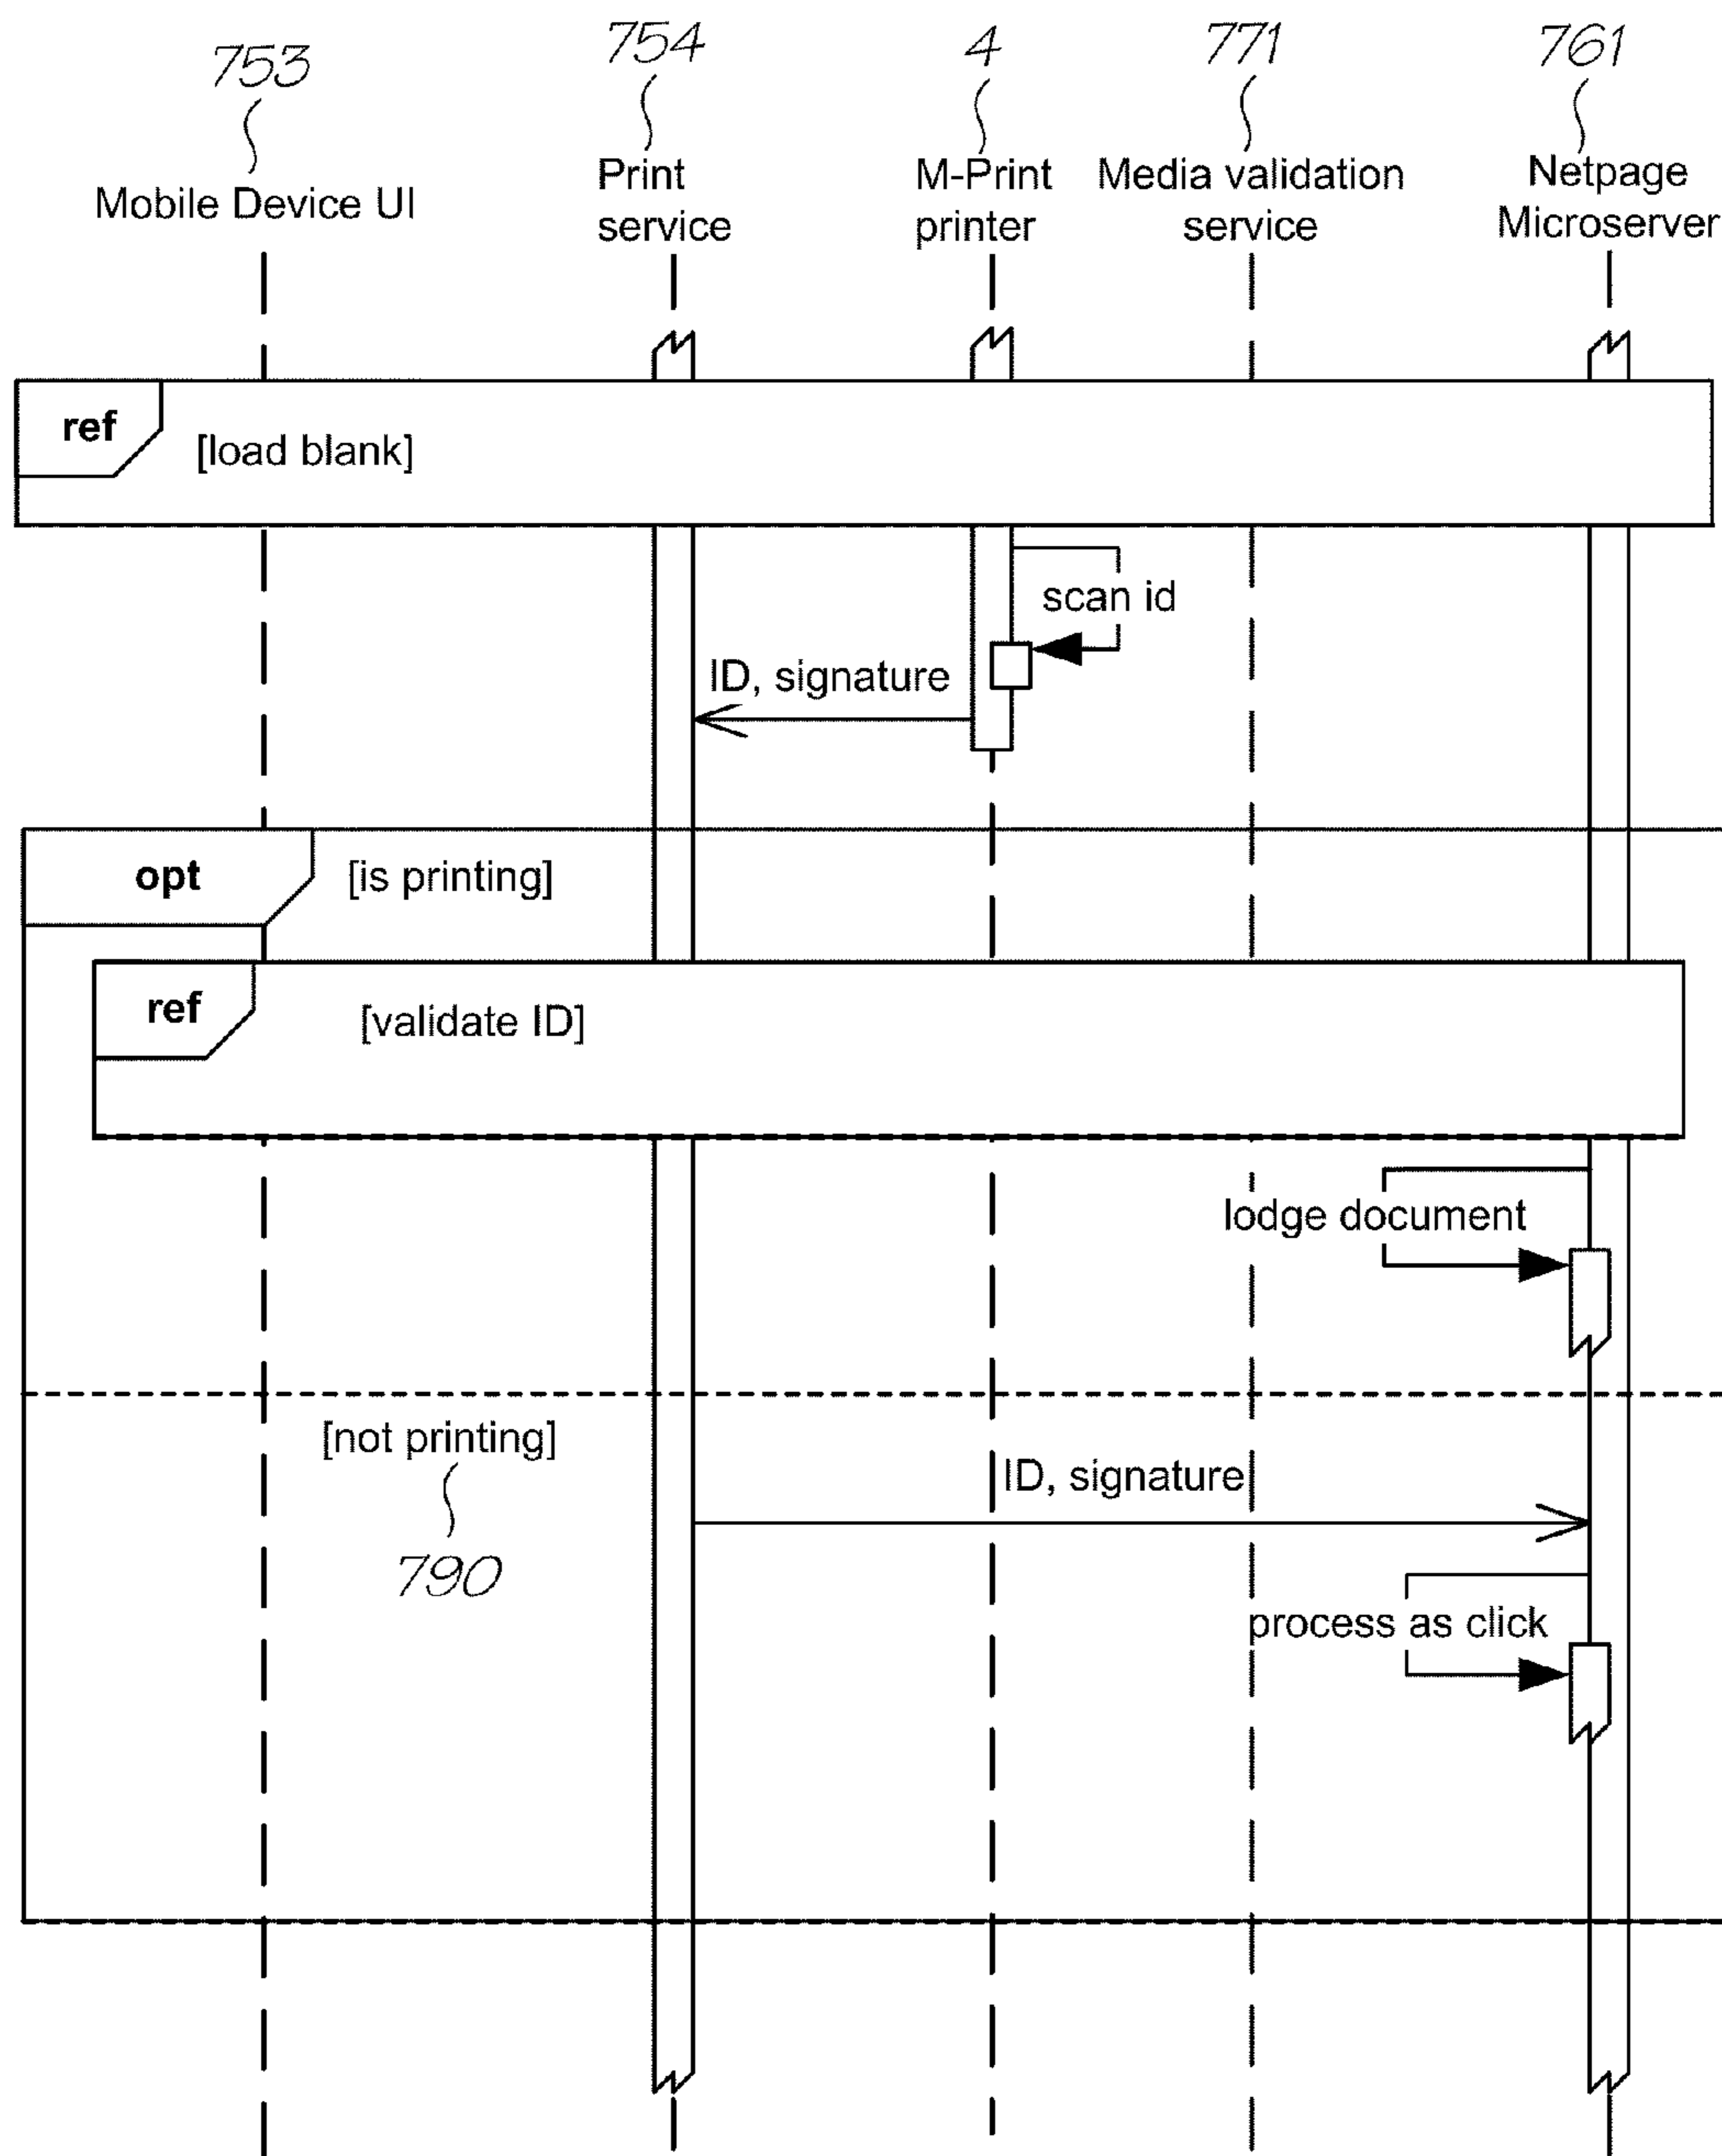 753
754
4
771
761
Mobile Device UI
Print
service
M-Print
printer
Media validation
service
Netpage
Microserver
ref
[load blank]
scan id
ID, signature
opt
[is printing]
ref
[validate ID]
lodge document
[not printing]
790
ID, signature
process as click